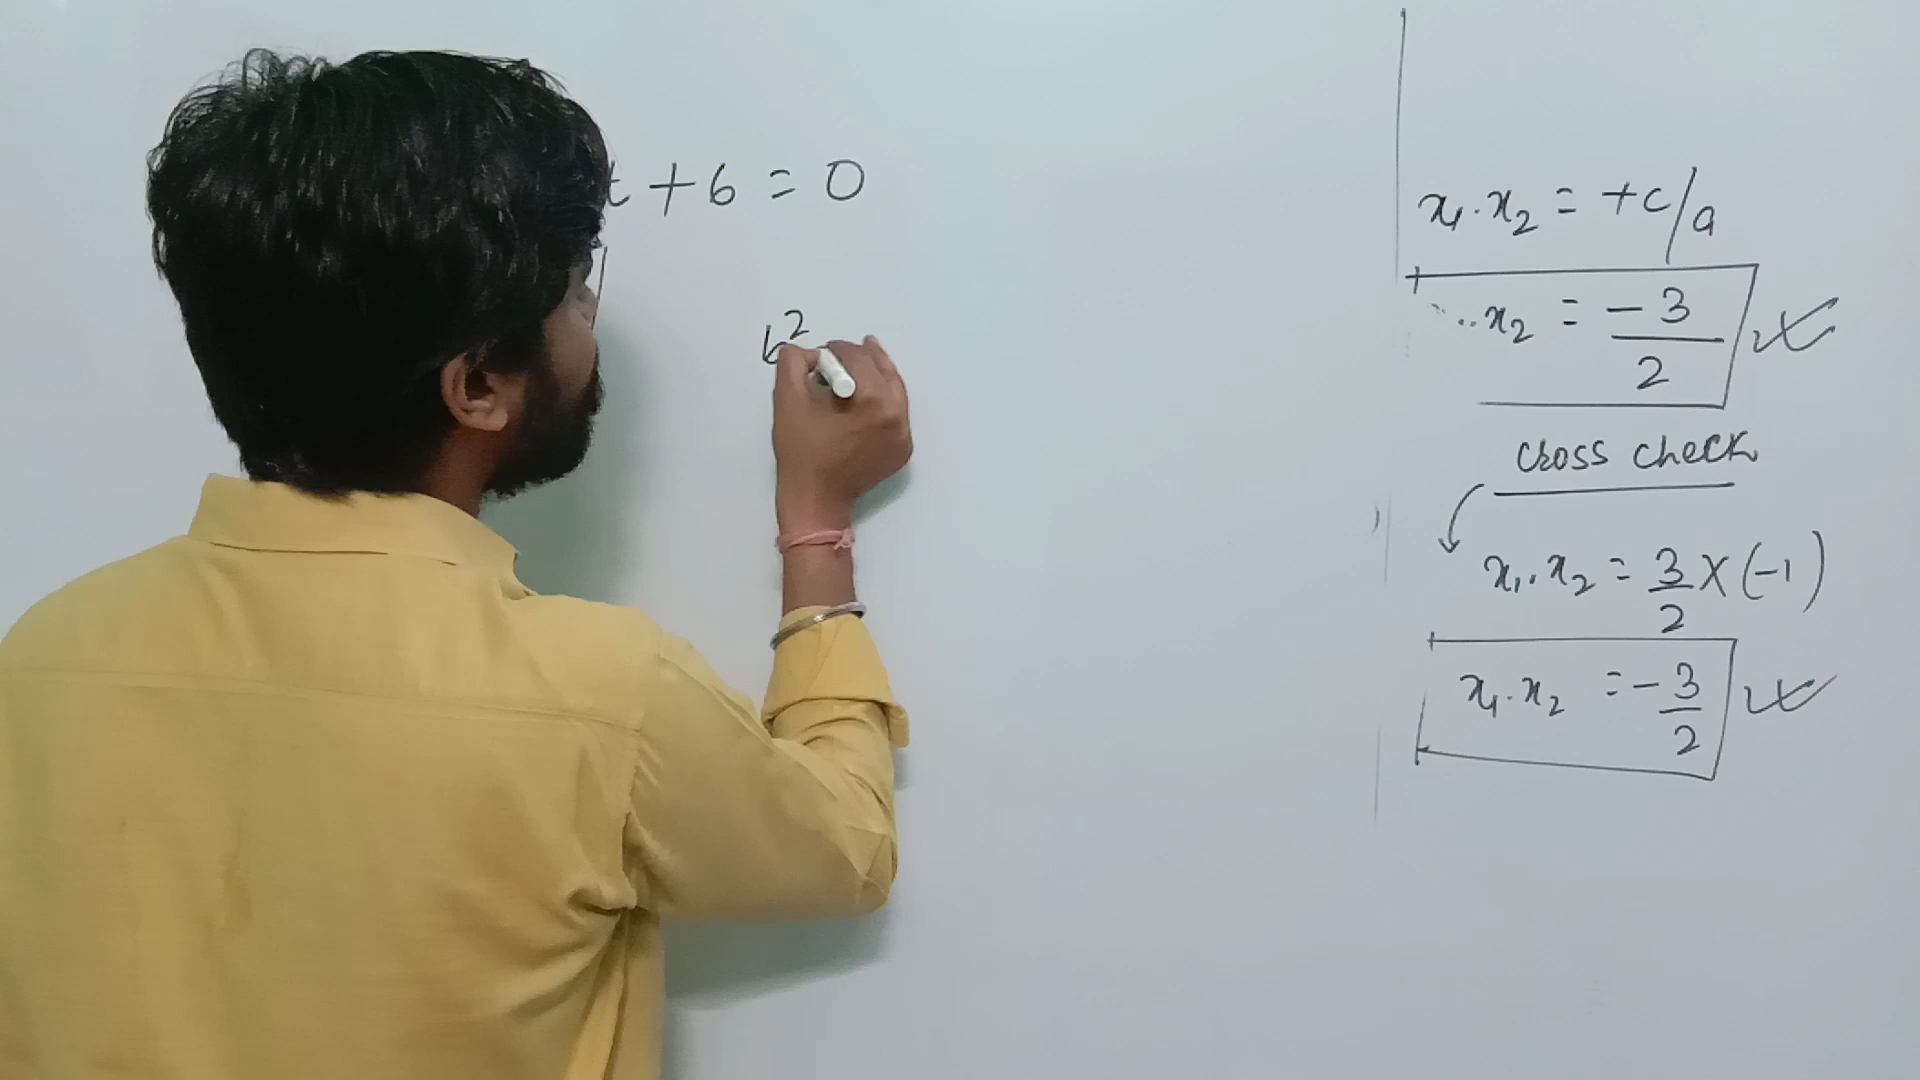 + 6 = 0
b²
x₁.x₂ = +c/a
x₂ = -3/2
cross check
x₁.x₂ = 3/2 X (-1)
x₁.x₂ = -3/2